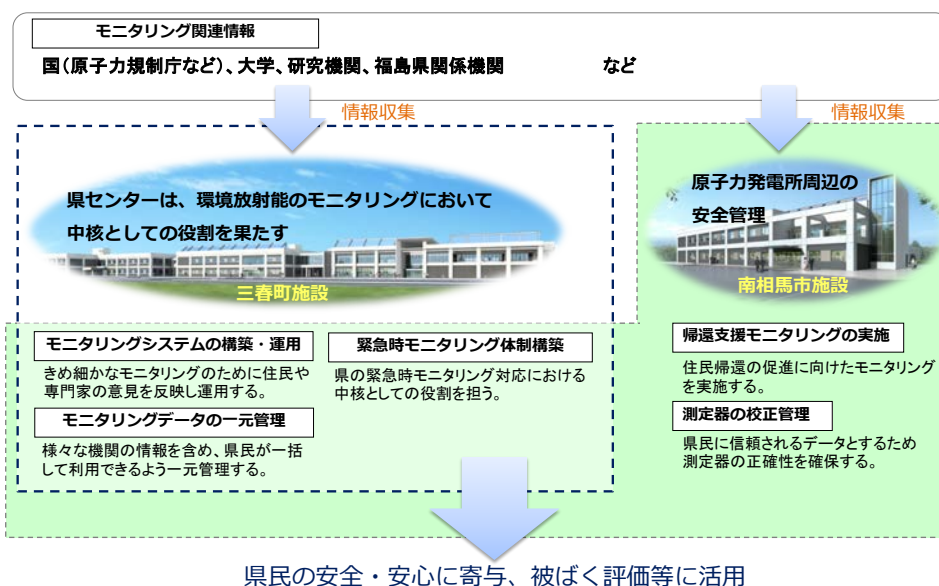 モニタリング関連情報
国(原子力規制庁など)、大学、研究機関、福島県関係機関　など
情報収集
情報収集
県センターは、環境放射能のモニタリングにおいて
中核としての役割を果たす
三春町施設
原子力発電所周辺の
安全管理
南相馬市施設
モニタリングシステムの構築・運用
きめ細かなモニタリングのために住民や
専門家の意見を反映し運用する。
モニタリングデータの一元管理
様々な機関の情報を含め、県民が一括
して利用できるよう一元管理する。
緊急時モニタリング体制構築
県の緊急時モニタリング対応における
中核としての役割を担う。
帰還支援モニタリングの実施
住民帰還の促進に向けたモニタリング
を実施する。
測定器の校正管理
県民に信頼されるデータとするため
測定器の正確性を確保する。
県民の安全・安心に寄与、被ばく評価等に活用